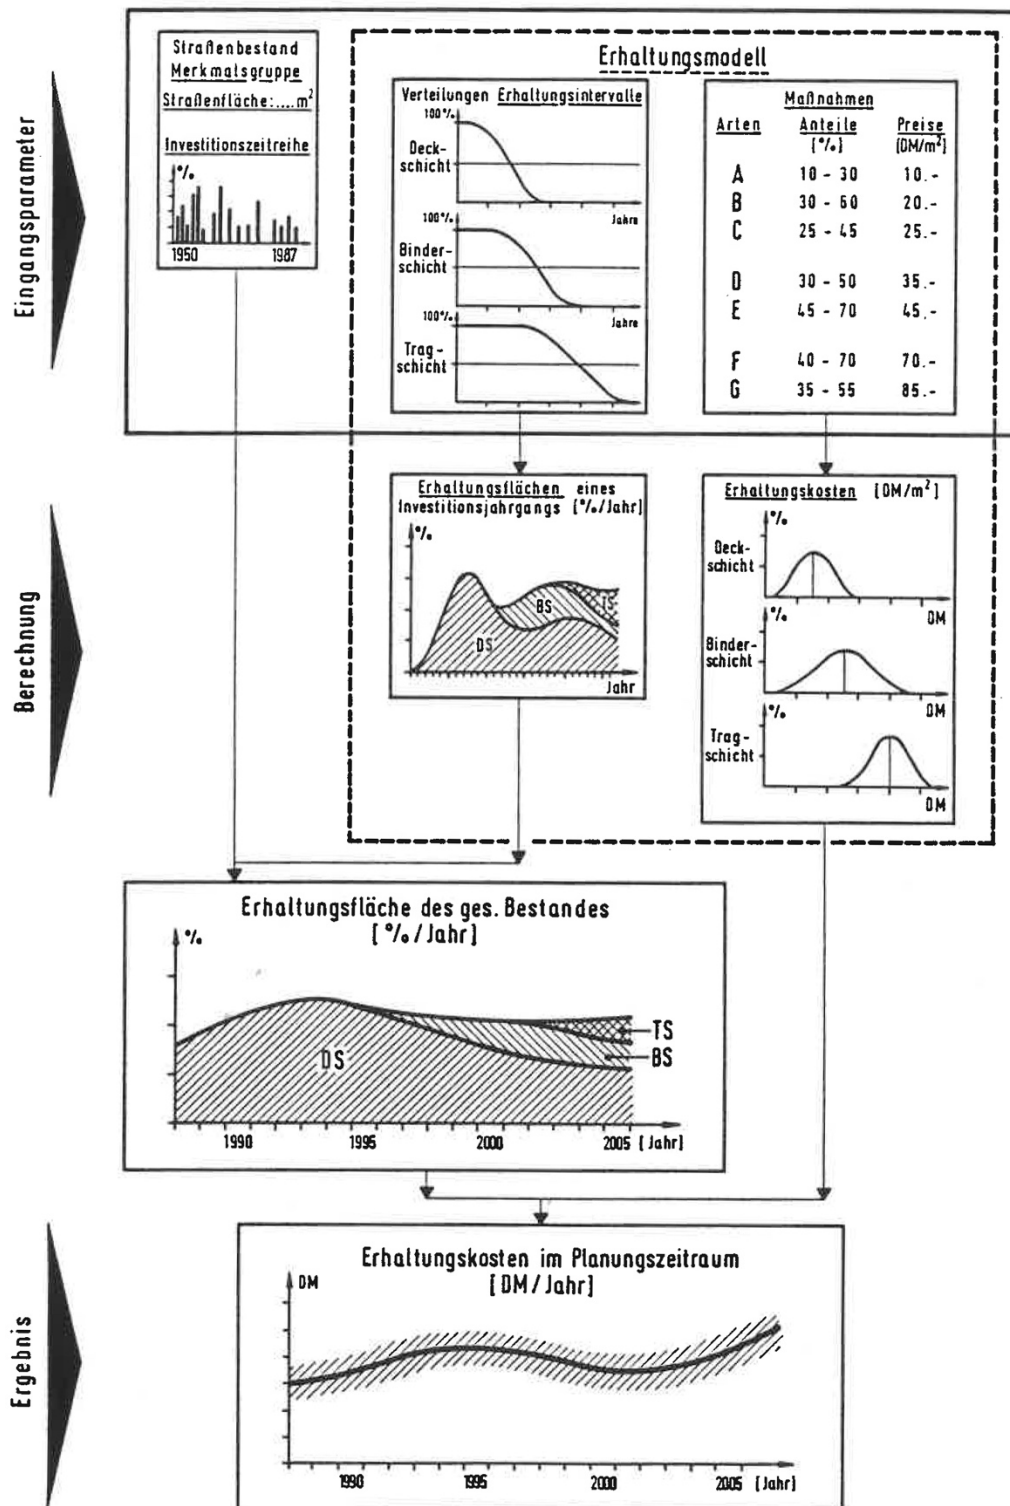 Eingangsparameter
Straßenbestand
Merkmalsgruppe
Straßenfläche:....m²
Investitionszeitreihe
%
1950 1987
Erhaltungsmodell
Verteilungen Erhaltungsintervalle
100%
Deck-
schicht
Jahre
100%
Binder-
schicht
Jahre
100%
Trag-
schicht
Maßnahmen
Arten Anteile Preise
[%] (DM/m²)
A 10 - 30 10.-
B 30 - 60 20.-
C 25 - 45 25.-
D 30 - 50 35.-
E 45 - 70 45.-
F 40 - 70 70.-
G 35 - 55 85.-
Berechnung
Erhaltungsflächen eines
Investitionsjahrgangs [%/Jahr]
%
DS
BS
TS
Jahr
Erhaltungskosten [DM/m²]
%
Deck-
schicht
DM
%
Binder-
schicht
DM
%
Trag-
schicht
DM
Erhaltungsfläche des ges. Bestandes
[%/Jahr]
%
TS
BS
DS
1990 1995 2000 2005 [Jahr]
Ergebnis
Erhaltungskosten im Planungszeitraum
[DM/Jahr]
DM
1990 1995 2000 2005 [Jahr]